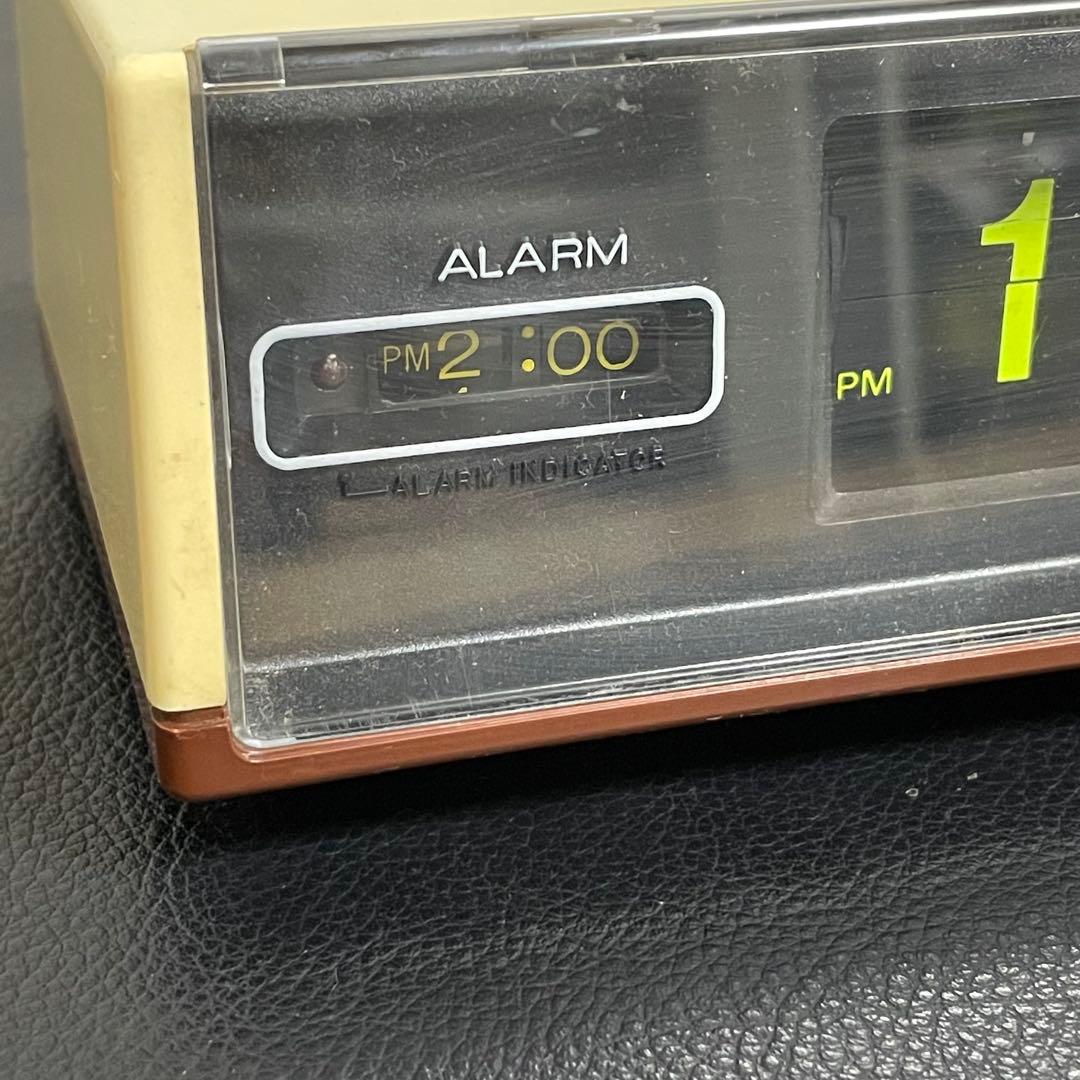 ALARM
PM 2 :00
ALARM INDICATOR
1
PM